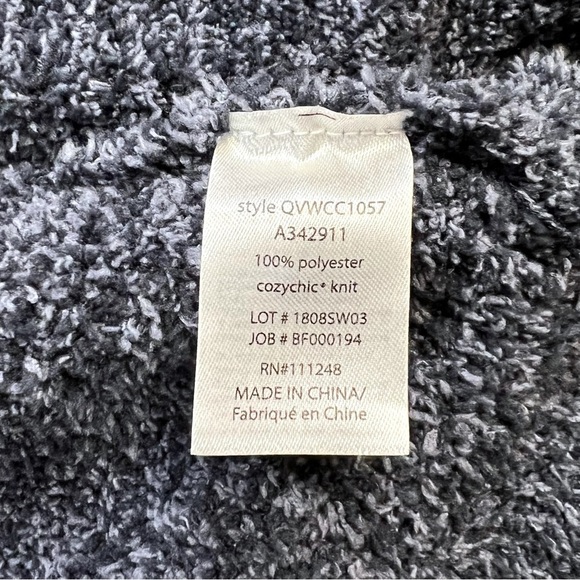 style QVWCC1057
A342911
100% polyester
cozychic® knit
LOT # 1808SW03
JOB # BF000194
RN#111248
MADE IN CHINA/
Fabriqué en Chine